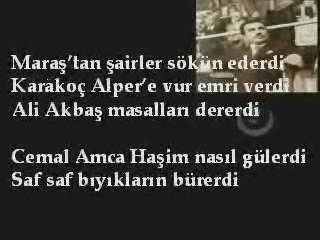 Maraş’tan şairler sökün ederdi
Karakoç Alper’e vur emri verdi
Ali Akbaş masalları dererdi
Cemal Amca Haşim nasıl gülerdi
Saf saf bıyıkların bürerdi